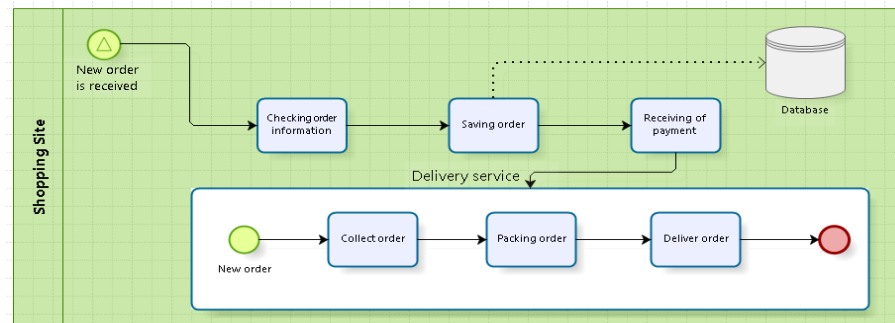 Shopping Site
New order
is received
Checking order
information
Saving order
Receiving of
payment
Database
Delivery service
New order
Collect order
Packing order
Deliver order